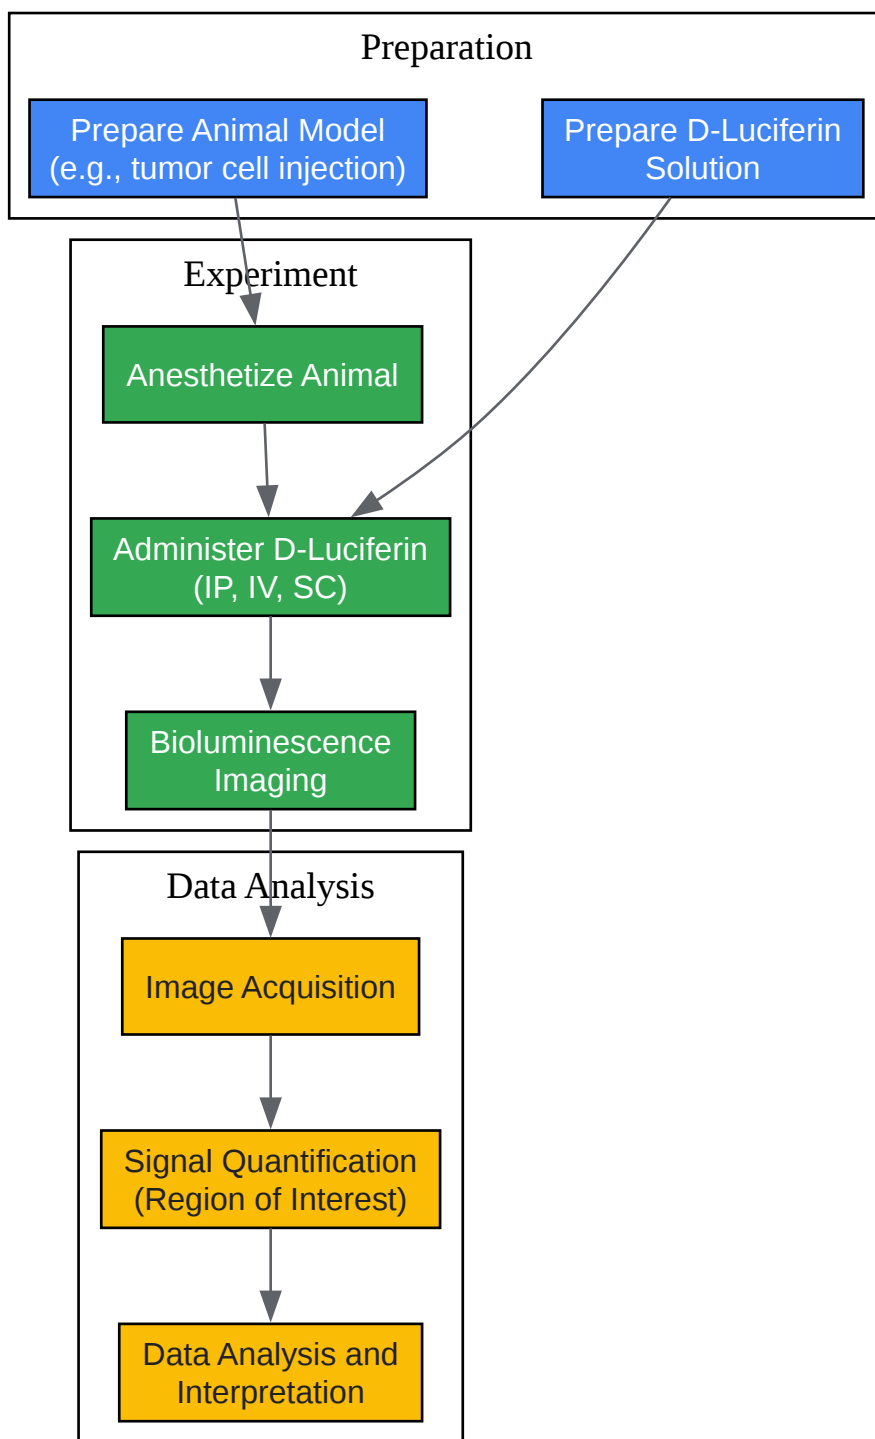 Preparation
Prepare Animal Model
(e.g., tumor cell injection)
Prepare D-Luciferin
Solution
Experiment
Anesthetize Animal
Administer D-Luciferin
(IP, IV, SC)
Bioluminescence
Imaging
Data Analysis
Image Acquisition
Signal Quantification
(Region of Interest)
Data Analysis and
Interpretation